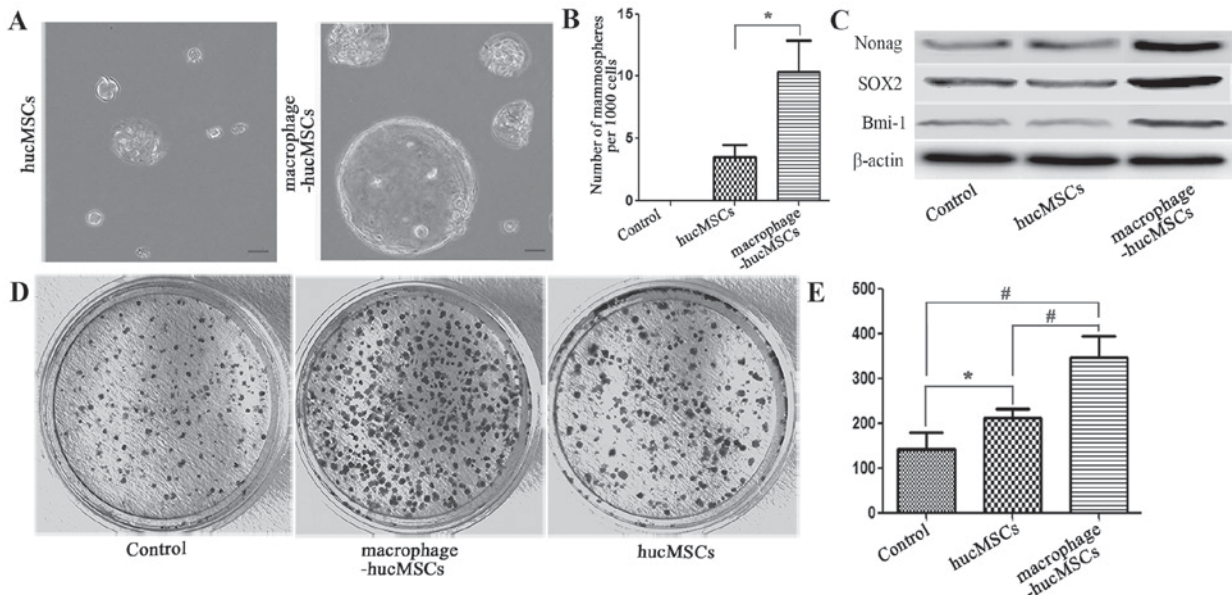 A
hucMSCs
macrophage
-hucMSCs
B
Number of mammospheres
per 1000 cells
15
10
5
0
*
Control
hucMSCs
macrophage
-hucMSCs
C
Nonag
SOX2
Bmi-1
β-actin
Control
hucMSCs
macrophage
-hucMSCs
D
Control
macrophage
-hucMSCs
hucMSCs
E
500
400
300
200
100
0
#
#
*
Control
hucMSCs
macrophage
-hucMSCs